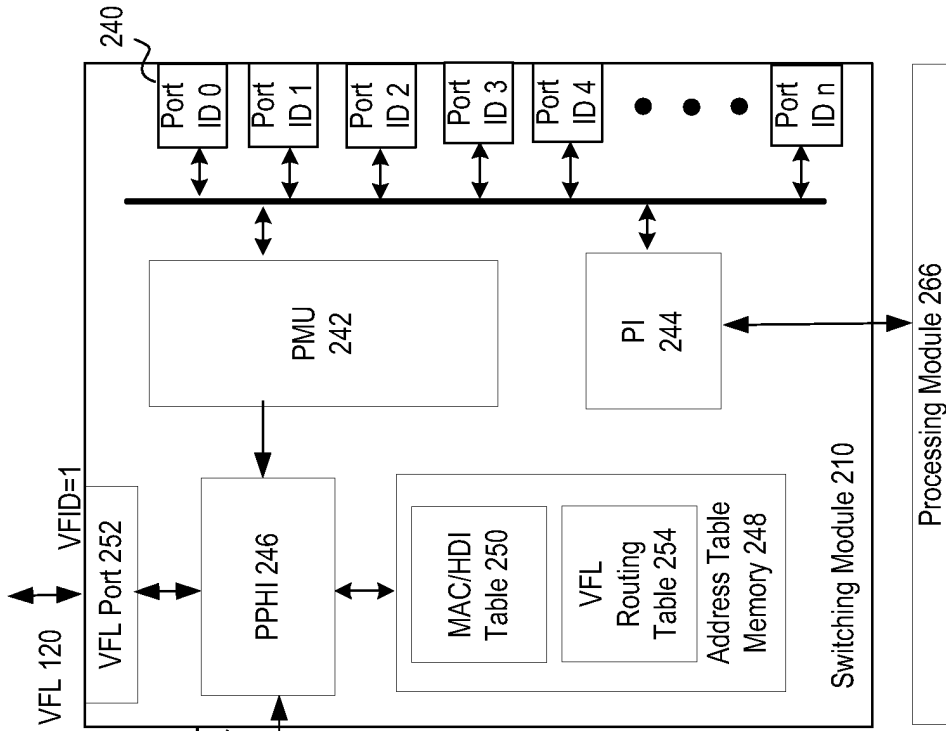 240
VFL 120
VFID=1
VFL Port 252
Port
ID 0
Port
ID 1
Port
ID 2
Port
ID 3
Port
ID 4
Port
ID n
PMU
242
PPHI 246
PI
244
MAC/HDI
Table 250
VFL
Routing
Table 254
Address Table
Memory 248
Switching Module 210
Processing Module 266